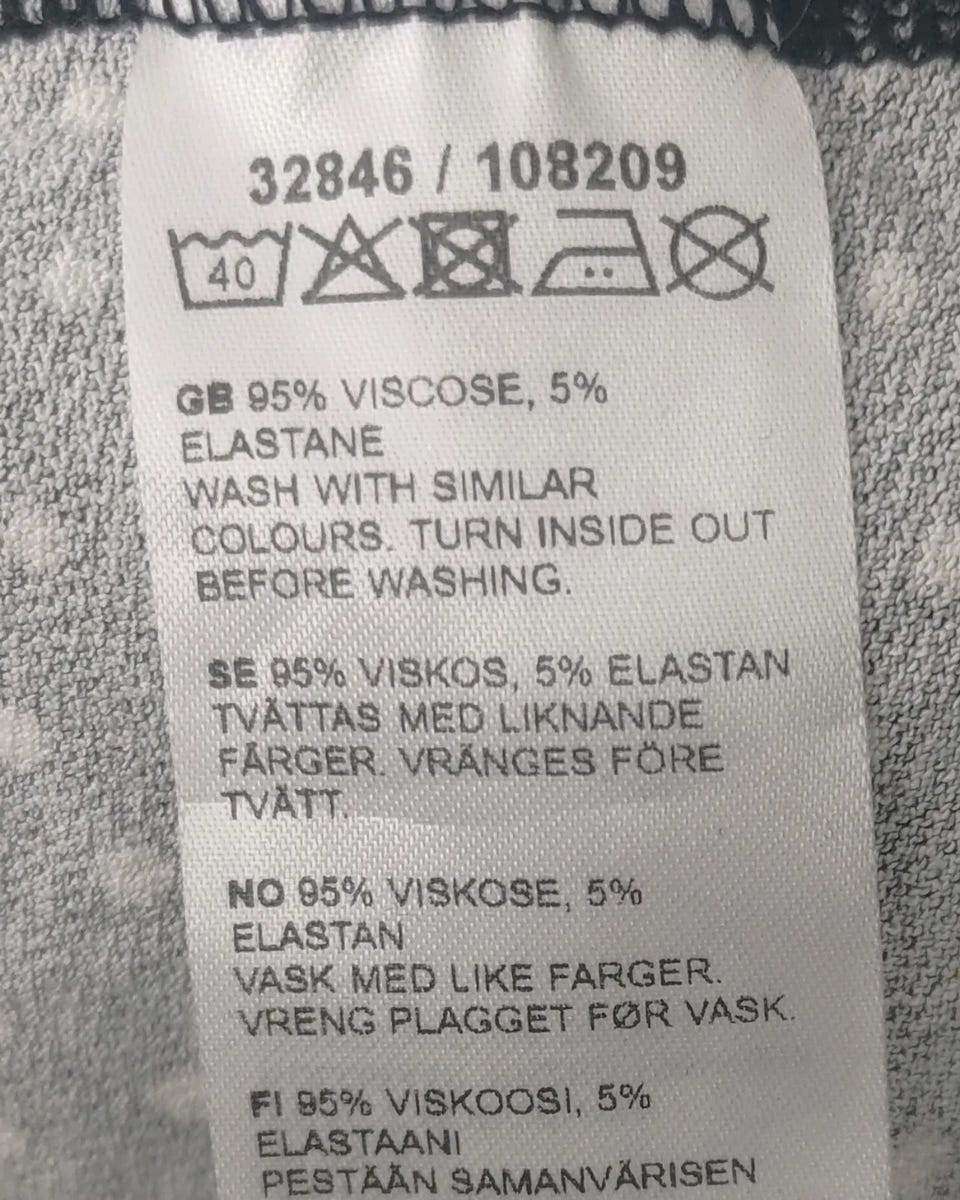 32846 / 108209
40
GB 95% VISCOSE, 5%
ELASTANE
WASH WITH SIMILAR
COLOURS. TURN INSIDE OUT
BEFORE WASHING.
SE 95% VISKOS, 5% ELASTAN
TVÄTTAS MED LIKNANDE
FÄRGER. VRÄNGES FÖRE
TVÄTT.
NO 95% VISKOSE, 5%
ELASTAN
VASK MED LIKE FARGER.
VRENG PLAGGET FØR VASK.
FI 95% VISKOOSI, 5%
ELASTAANI
PESTÄÄN SAMANVÄRISEN